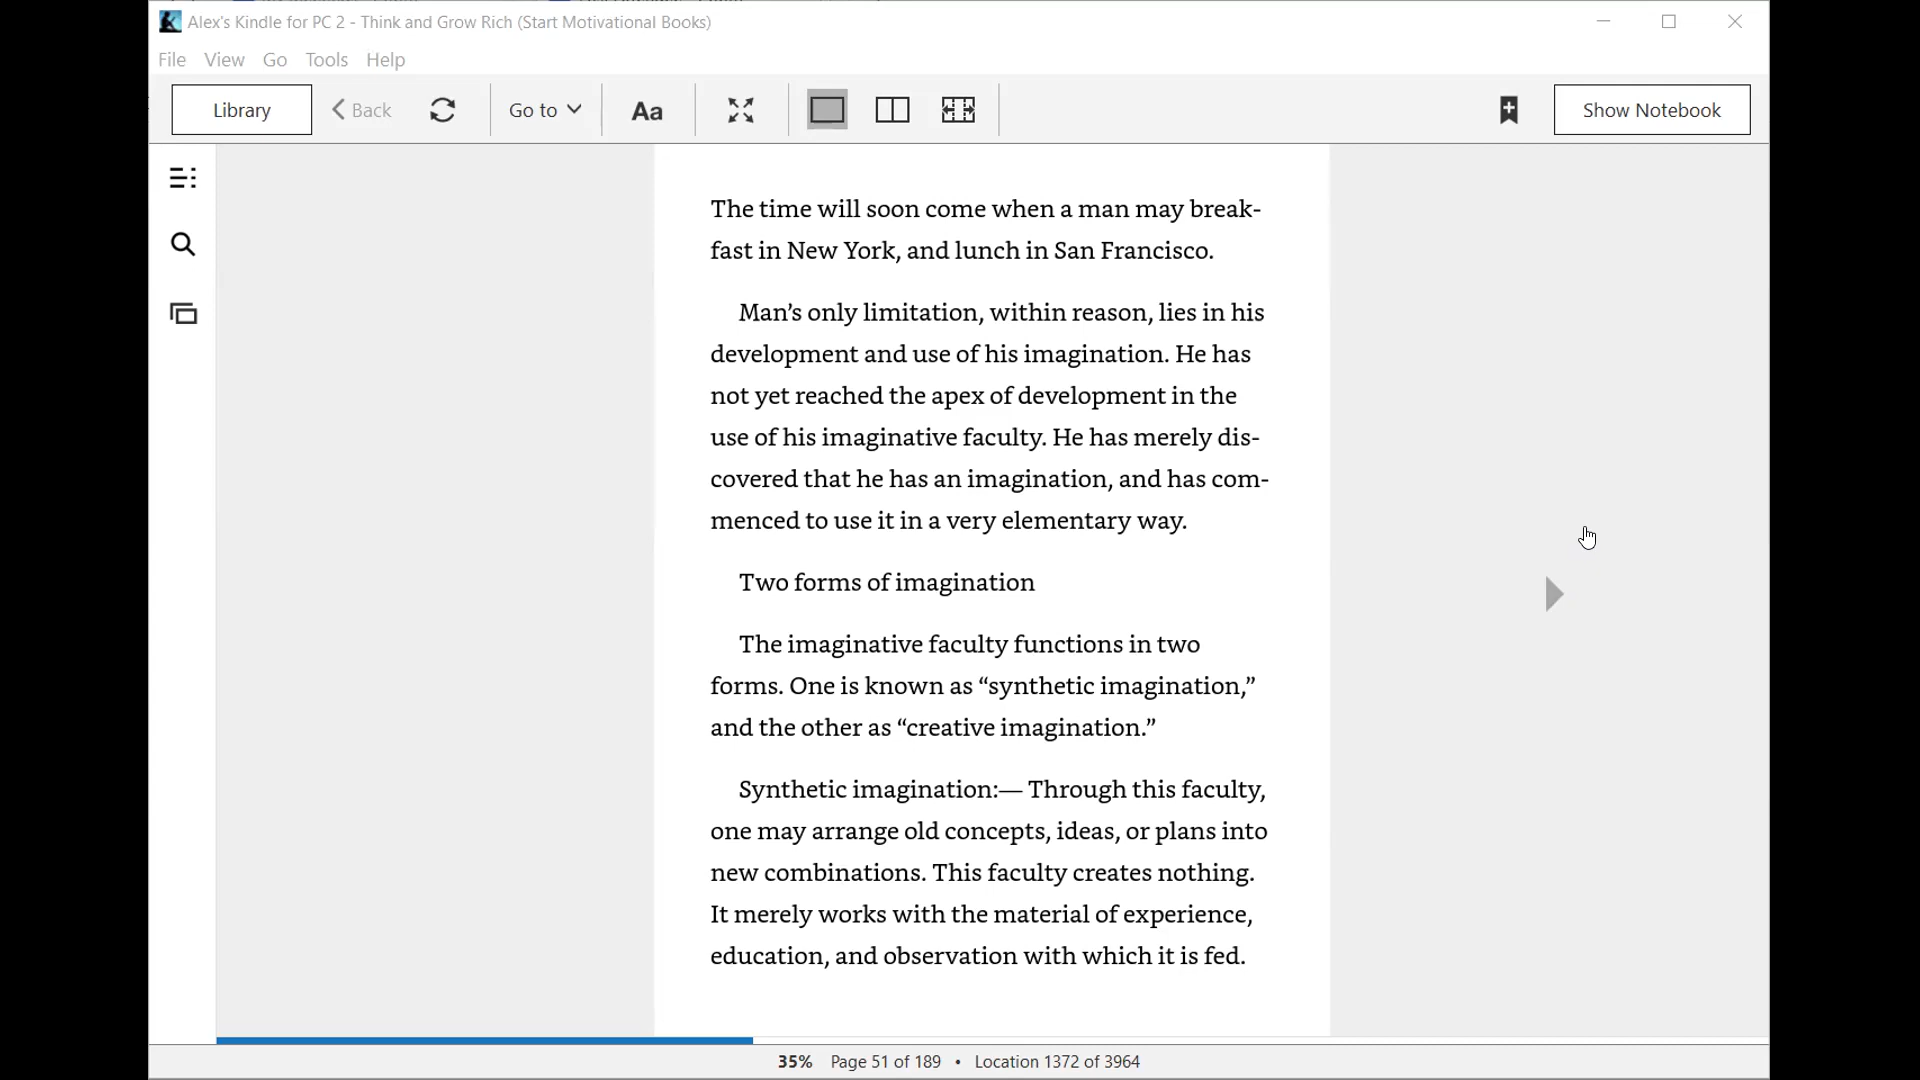 Alex's Kindle for PC 2 - Think and Grow Rich (Start Motivational Books)
File View Go Tools Help
Library Back Go to Aa Show Notebook
The time will soon come when a man may break-
fast in New York, and lunch in San Francisco.
Man’s only limitation, within reason, lies in his
development and use of his imagination. He has
not yet reached the apex of development in the
use of his imaginative faculty. He has merely dis-
covered that he has an imagination, and has com-
menced to use it in a very elementary way.
Two forms of imagination
The imaginative faculty functions in two
forms. One is known as “synthetic imagination,”
and the other as “creative imagination.”
Synthetic imagination:— Through this faculty,
one may arrange old concepts, ideas, or plans into
new combinations. This faculty creates nothing.
It merely works with the material of experience,
education, and observation with which it is fed.
35% Page 51 of 189 • Location 1372 of 3964